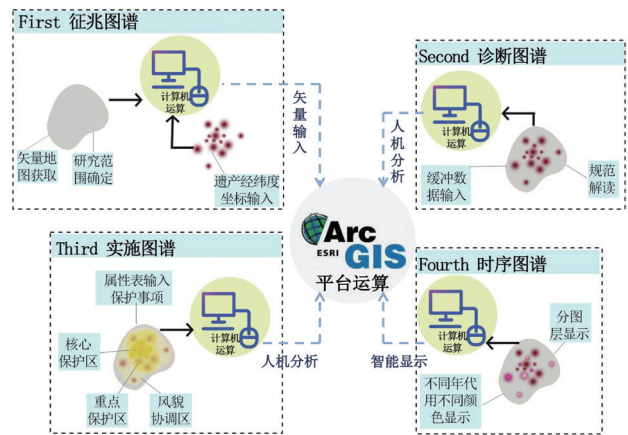 First 征兆图谱
计算机
运算
矢量地
图获取
研究范
围确定
遗产经纬度
坐标输入
矢量
输入
Second 诊断图谱
计算机
运算
人机
分析
缓冲数
据输入
规范
解读
Arc
ESRI GIS
平台运算
Third 实施图谱
属性表输入
保护事项
计算机
运算
核心
保护区
重点
保护区
风貌
协调区
人机分析
Fourth 时序图谱
计算机
运算
分图
层显示
不同年代
用不同颜
色显示
智能显示